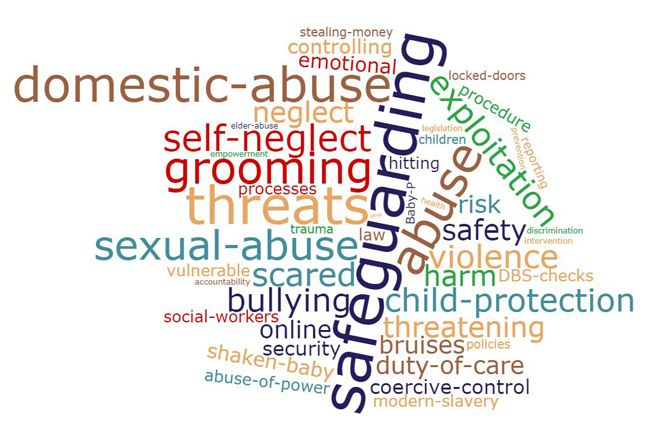 stealing-money
controlling
emotional
safeguarding
domestic-abuse
locked-doors
exploitation
procedure
neglect
elder-abuse
legislation
children
prevention
reporting
self-neglect
empowerment
hitting
grooming
abuse
processes
Baby-P
health
risk
threats
trauma
law
safety
discrimination
intervention
sexual-abuse
violence
vulnerable
scared
harm
DBS-checks
accountability
bullying
child-protection
social-workers
online
threatening
security
bruises
policies
shaken-baby
duty-of-care
abuse-of-power
coercive-control
modern-slavery